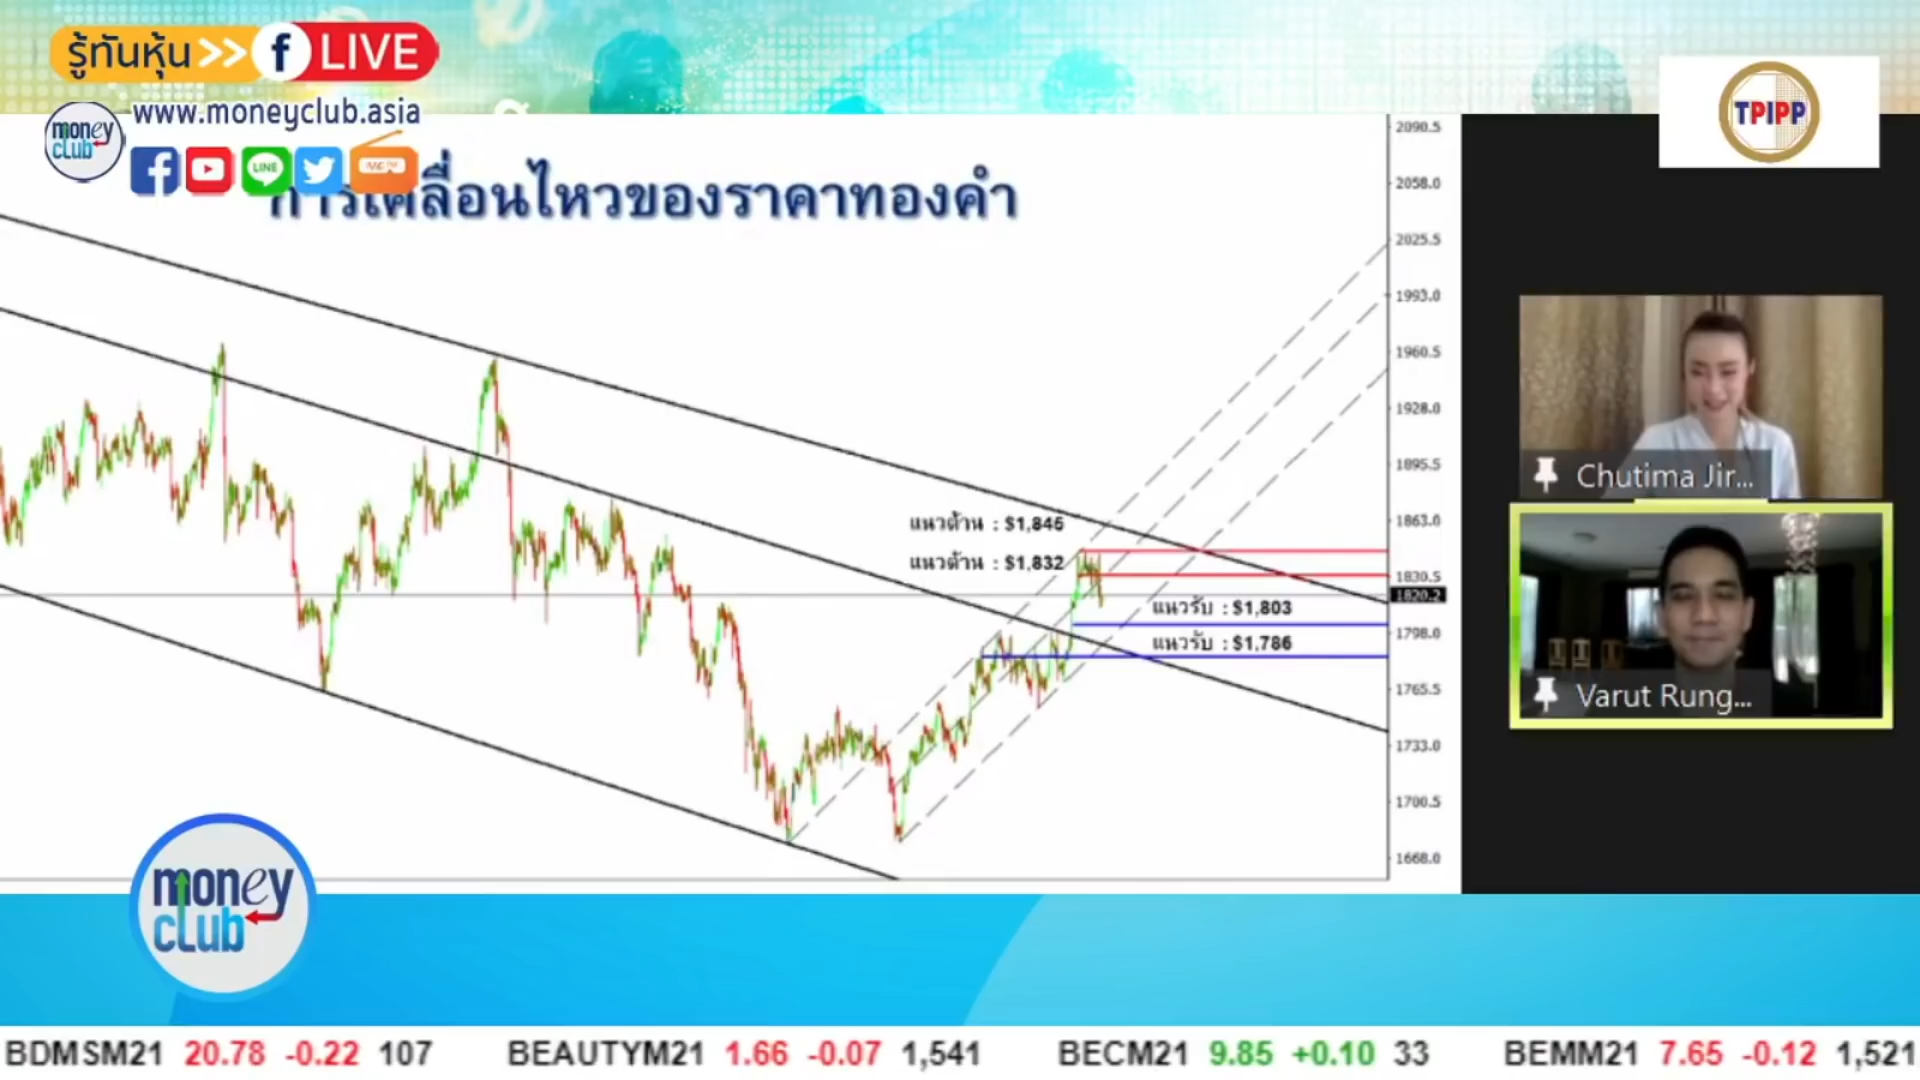 รู้ทันหุ้น >> f LIVE
www.moneyclub.asia
money club
LINE
TPIPP
การเคลื่อนไหวของราคาทองคำ
2090.5
2058.0
2025.5
1993.0
1960.5
1928.0
1895.5
1863.0
1830.5
1820.2
1798.0
1765.5
1733.0
1700.5
1668.0
แนวต้าน : $1,845
แนวต้าน : $1,832
แนวรับ : $1,803
แนวรับ : $1,786
Chutima Jir...
Varut Rung...
money club
BDMSM21 20.78 -0.22 107 BEAUTYM21 1.66 -0.07 1,541 BECM21 9.85 +0.10 33 BEMM21 7.65 -0.12 1,521